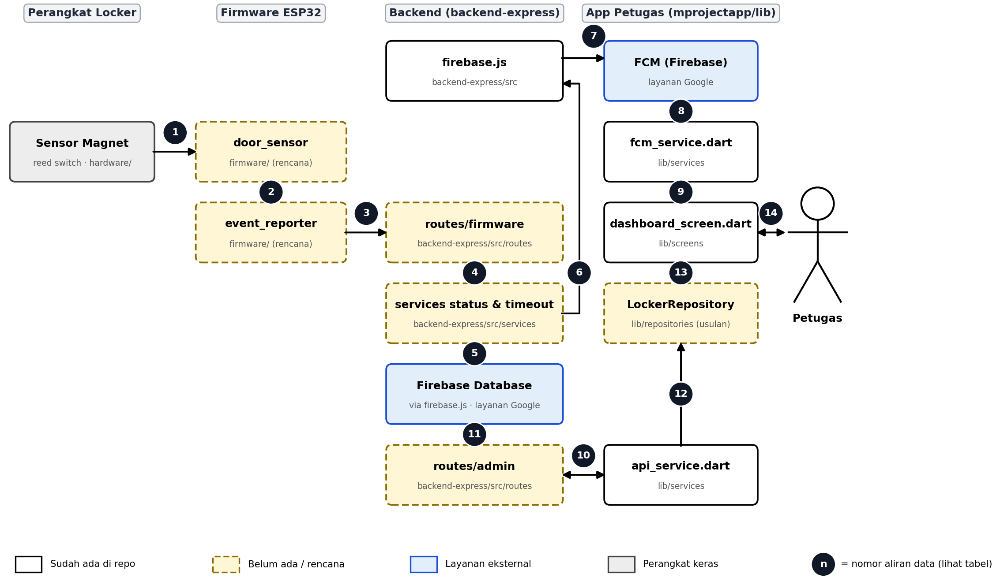 Perangkat Locker
Firmware ESP32
Backend (backend-express)
App Petugas (mprojectapp/lib)
7
firebase.js
backend-express/src
FCM (Firebase)
layanan Google
8
1
Sensor Magnet
reed switch · hardware/
door_sensor
firmware/ (rencana)
fcm_service.dart
lib/services
2
9
3
14
event_reporter
firmware/ (rencana)
routes/firmware
backend-express/src/routes
dashboard_screen.dart
lib/screens
4
6
13
services status & timeout
backend-express/src/services
LockerRepository
lib/repositories (usulan)
Petugas
5
Firebase Database
via firebase.js · layanan Google
12
11
10
routes/admin
backend-express/src/routes
api_service.dart
lib/services
Sudah ada di repo
Belum ada / rencana
Layanan eksternal
Perangkat keras
n = nomor aliran data (lihat tabel)